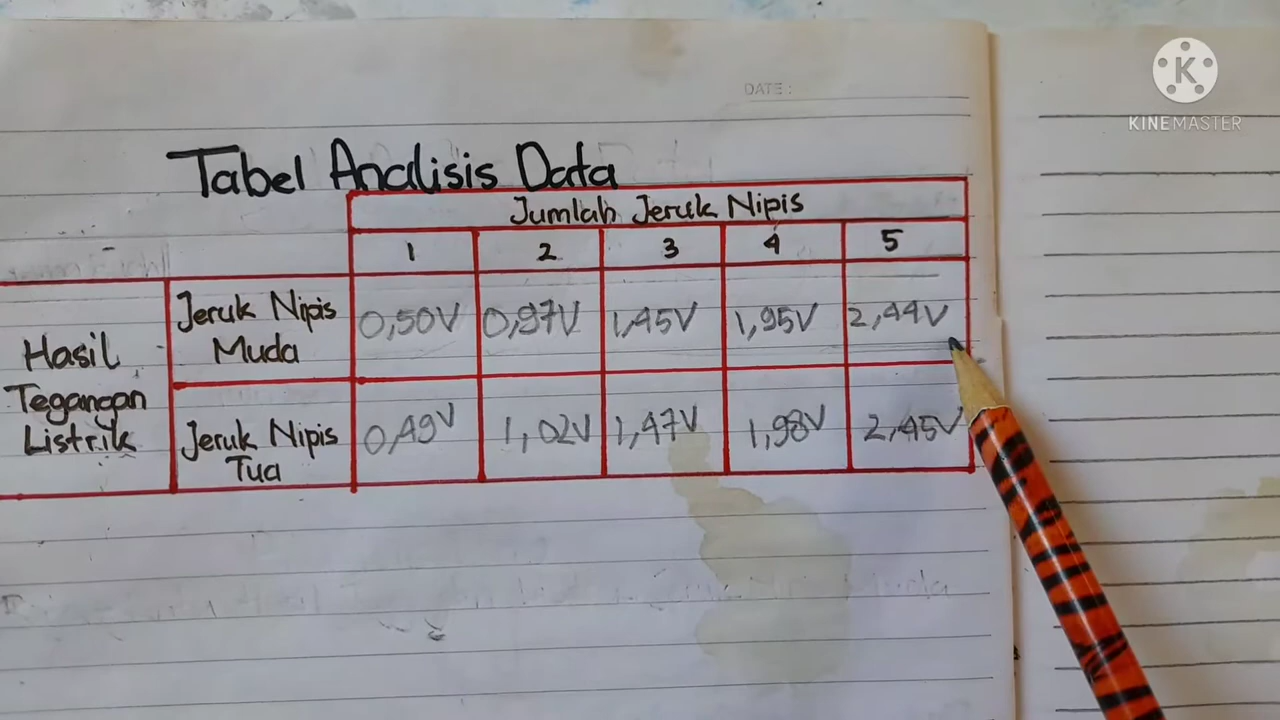 DATE:
KINEMASTER
Tabel Analisis Data
Jumlah Jeruk Nipis
1 2 3 4 5
Hasil Tegangan Listrik
Jeruk Nipis Muda
0,50V 0,97V 1,45V 1,95V 2,44V
Jeruk Nipis Tua
0,49V 1,02V 1,47V 1,98V 2,45V